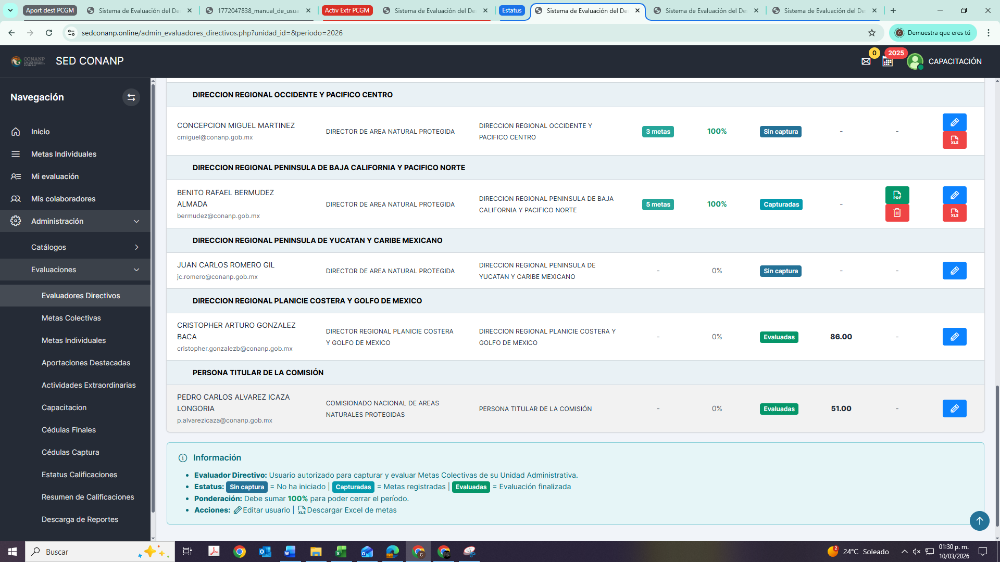 Aport dest PCGM
Sistema de Evaluación del De
1772047838_manual_de_usua
Activ Extr PCGM
Sistema de Evaluación del De
Estatus
Sistema de Evaluación del De
Sistema de Evaluación del De
Sistema de Evaluación del De
sedconanp.online/admin_evaluadores_directivos.php?unidad_id=&periodo=2026
Demuestra que eres tú
CONANP
SED CONANP
0
2025
CAPACITACIÓN
Navegación
Inicio
Metas Individuales
Mi evaluación
Mis colaboradores
Administración
Catálogos
Evaluaciones
Evaluadores Directivos
Metas Colectivas
Metas Individuales
Aportaciones Destacadas
Actividades Extraordinarias
Capacitacion
Cédulas Finales
Cédulas Captura
Estatus Calificaciones
Resumen de Calificaciones
Descarga de Reportes
DIRECCION REGIONAL OCCIDENTE Y PACIFICO CENTRO
CONCEPCION MIGUEL MARTINEZ
cmiguel@conanp.gob.mx
DIRECTOR DE AREA NATURAL PROTEGIDA
DIRECCION REGIONAL OCCIDENTE Y
PACIFICO CENTRO
3 metas
100%
Sin captura
-
-
XLS
DIRECCION REGIONAL PENINSULA DE BAJA CALIFORNIA Y PACIFICO NORTE
BENITO RAFAEL BERMUDEZ
ALMADA
bermudez@conanp.gob.mx
DIRECTOR DE AREA NATURAL PROTEGIDA
DIRECCION REGIONAL PENINSULA DE BAJA
CALIFORNIA Y PACIFICO NORTE
5 metas
100%
Capturadas
-
PDF
XLS
DIRECCION REGIONAL PENINSULA DE YUCATAN Y CARIBE MEXICANO
JUAN CARLOS ROMERO GIL
jc.romero@conanp.gob.mx
DIRECTOR DE AREA NATURAL PROTEGIDA
DIRECCION REGIONAL PENINSULA DE
YUCATAN Y CARIBE MEXICANO
-
0%
Sin captura
-
-
DIRECCION REGIONAL PLANICIE COSTERA Y GOLFO DE MEXICO
CRISTOPHER ARTURO GONZALEZ
BACA
cristopher.gonzalezb@conanp.gob.mx
DIRECTOR REGIONAL PLANICIE COSTERA
Y GOLFO DE MEXICO
DIRECCION REGIONAL PLANICIE COSTERA Y
GOLFO DE MEXICO
-
0%
Evaluadas
86.00
-
PERSONA TITULAR DE LA COMISIÓN
PEDRO CARLOS ALVAREZ ICAZA
LONGORIA
p.alvarezicaza@conanp.gob.mx
COMISIONADO NACIONAL DE AREAS
NATURALES PROTEGIDAS
PERSONA TITULAR DE LA COMISIÓN
-
0%
Evaluadas
51.00
-
Información
• Evaluador Directivo: Usuario autorizado para capturar y evaluar Metas Colectivas de su Unidad Administrativa.
• Estatus: Sin captura = No ha iniciado | Capturadas = Metas registradas | Evaluadas = Evaluación finalizada
• Ponderación: Debe sumar 100% para poder cerrar el período.
• Acciones: Editar usuario | XLS Descargar Excel de metas
Buscar
2
24°C Soleado
01:30 p. m.
10/03/2026